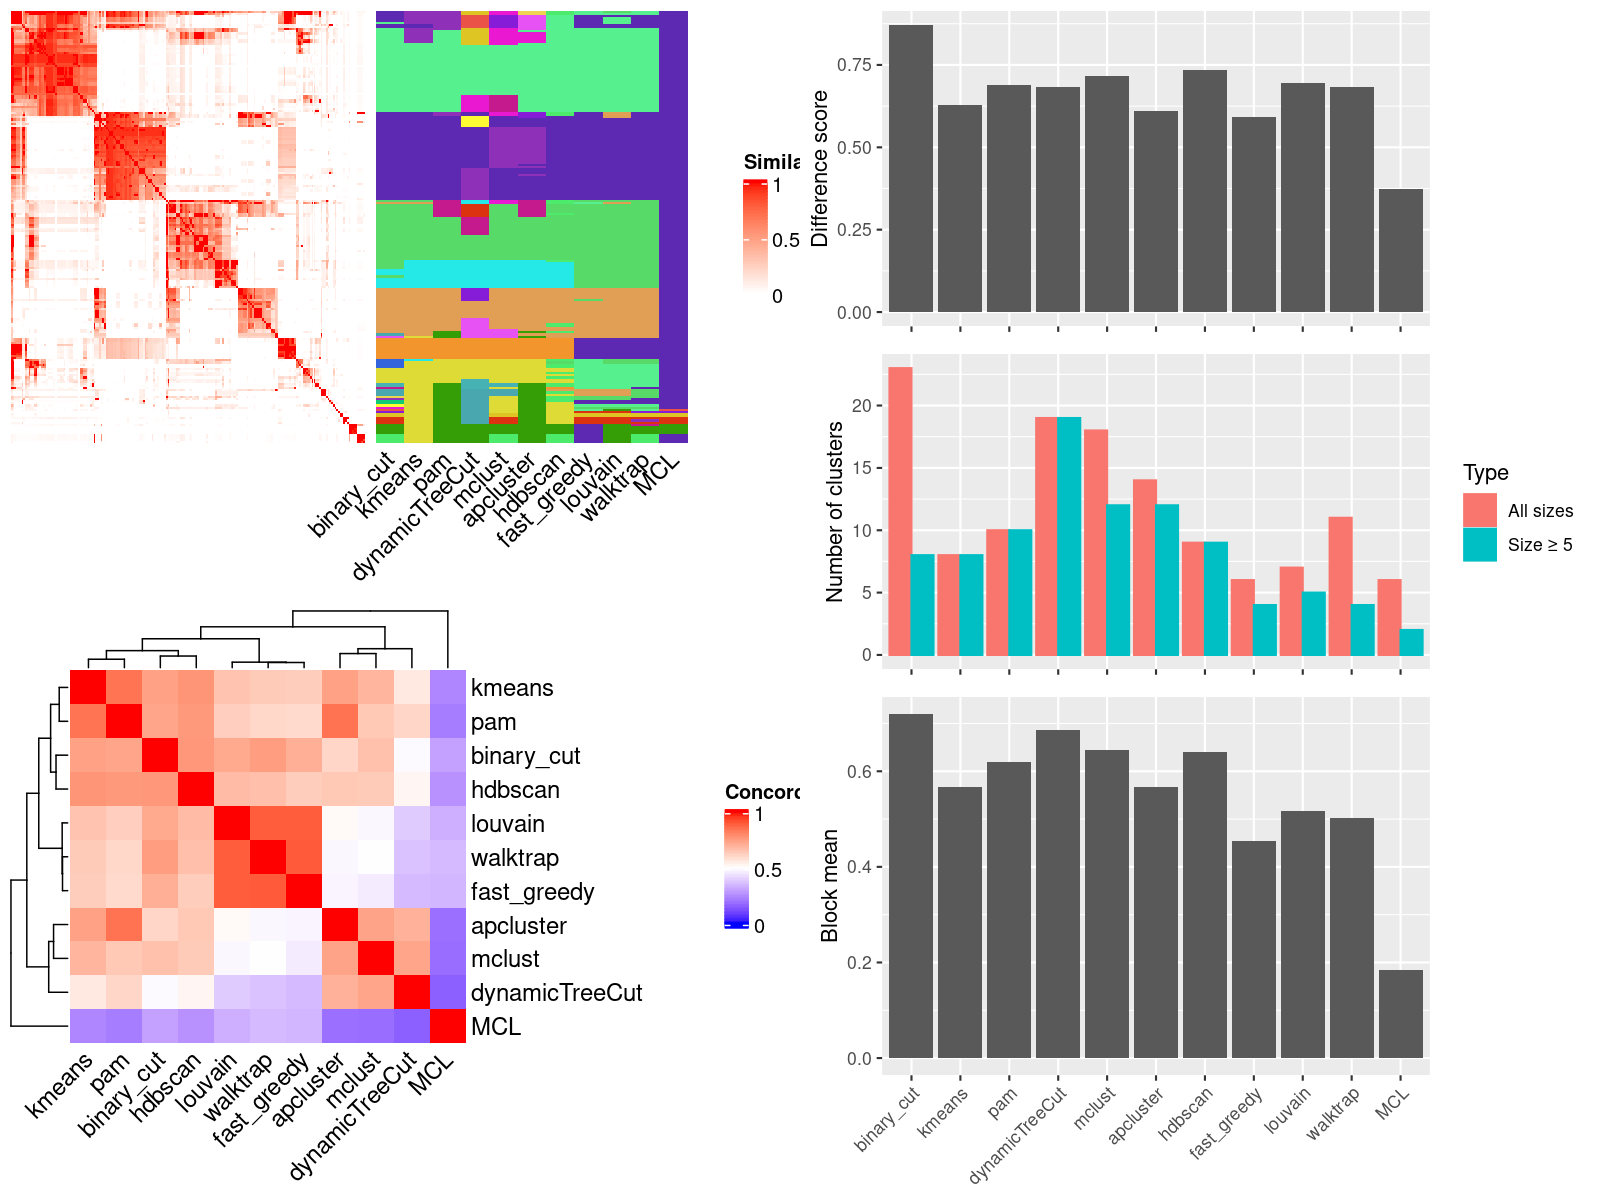 Simila
1
0.5
0
binary_cut
kmeans
pam
dynamicTreeCut
mclust
apcluster
hdbscan
fast_greedy
louvain
walktrap
MCL
kmeans
pam
binary_cut
hdbscan
louvain
walktrap
fast_greedy
apcluster
mclust
dynamicTreeCut
MCL
kmeans
pam
binary_cut
hdbscan
louvain
walktrap
fast_greedy
apcluster
mclust
dynamicTreeCut
MCL
Concor
1
0.5
0
Difference score
0.75
0.50
0.25
0.00
Number of clusters
20
15
10
5
0
Type
All sizes
Size ≥ 5
Block mean
0.6
0.4
0.2
0.0
binary_cut
kmeans
pam
dynamicTreeCut
mclust
apcluster
hdbscan
fast_greedy
louvain
walktrap
MCL